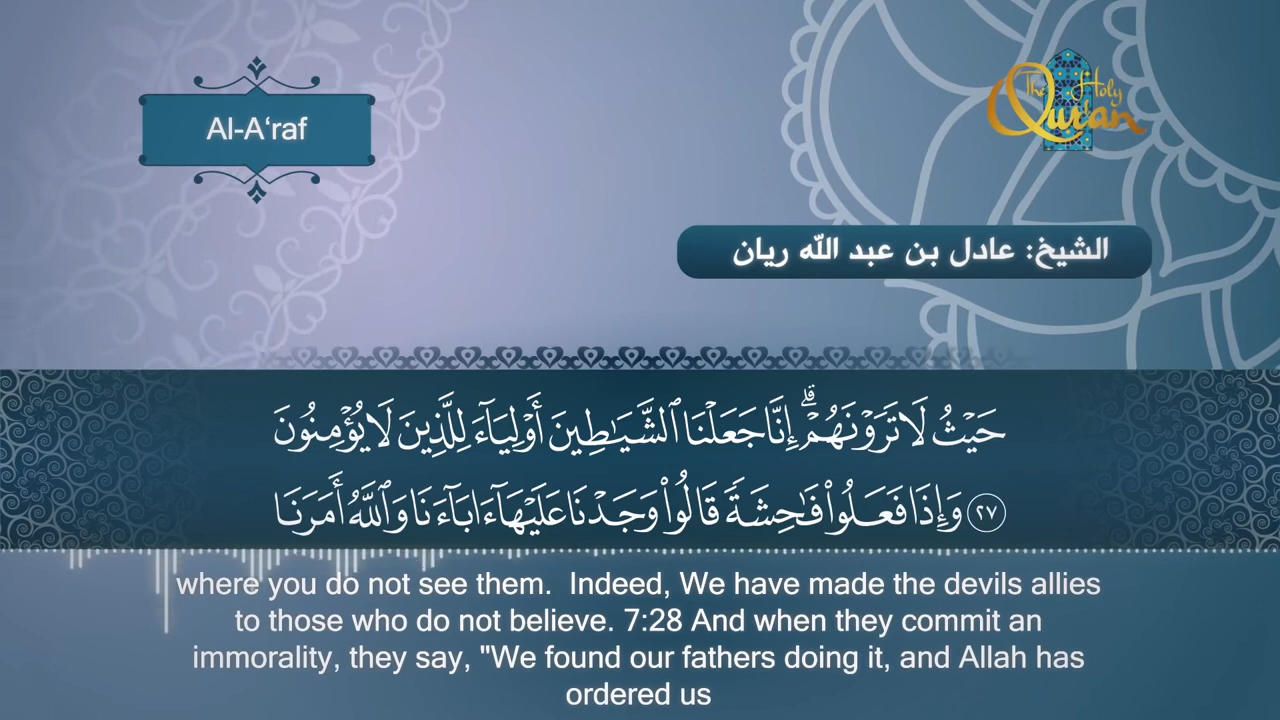 Al-A‘raf
The Holy
Quran
الشيخ: عادل بن عبد الله ريان
حَيْثُ لَا تَرَوْنَهُمْ ۗ إِنَّا جَعَلْنَا ٱلشَّيَـٰطِينَ أَوْلِيَآءَ لِلَّذِينَ لَا يُؤْمِنُونَ
٢٧ وَإِذَا فَعَلُوا۟ فَـٰحِشَةً قَالُوا۟ وَجَدْنَا عَلَيْهَآ ءَابَآءَنَا وَٱللَّهُ أَمَرَنَا
where you do not see them.  Indeed, We have made the devils allies
to those who do not believe. 7:28 And when they commit an
immorality, they say, "We found our fathers doing it, and Allah has
ordered us